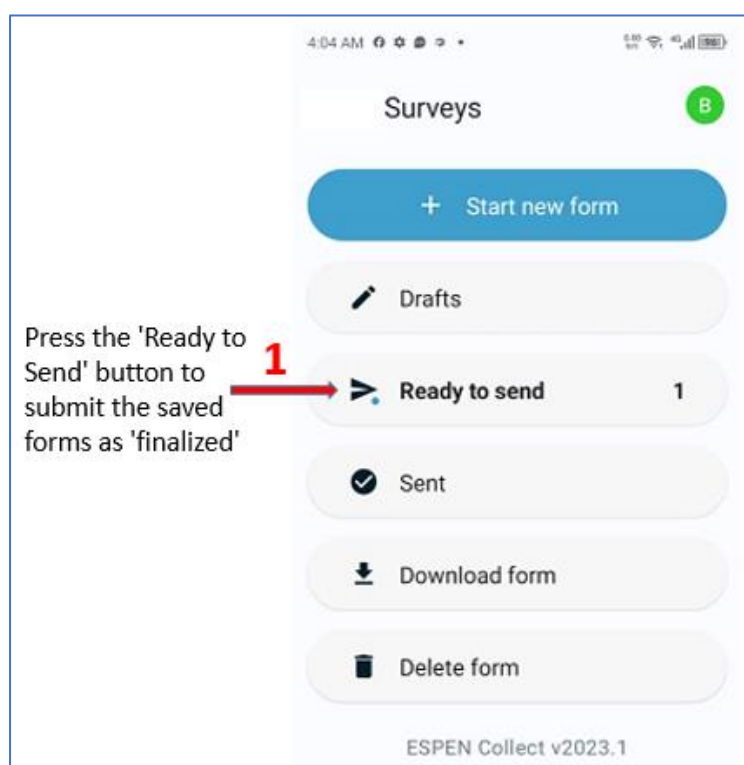 4:04 AM
Surveys
B
+ Start new form
Drafts
Press the 'Ready to
Send' button to
submit the saved
forms as 'finalized'
1
Ready to send 1
Sent
Download form
Delete form
ESPEN Collect v2023.1